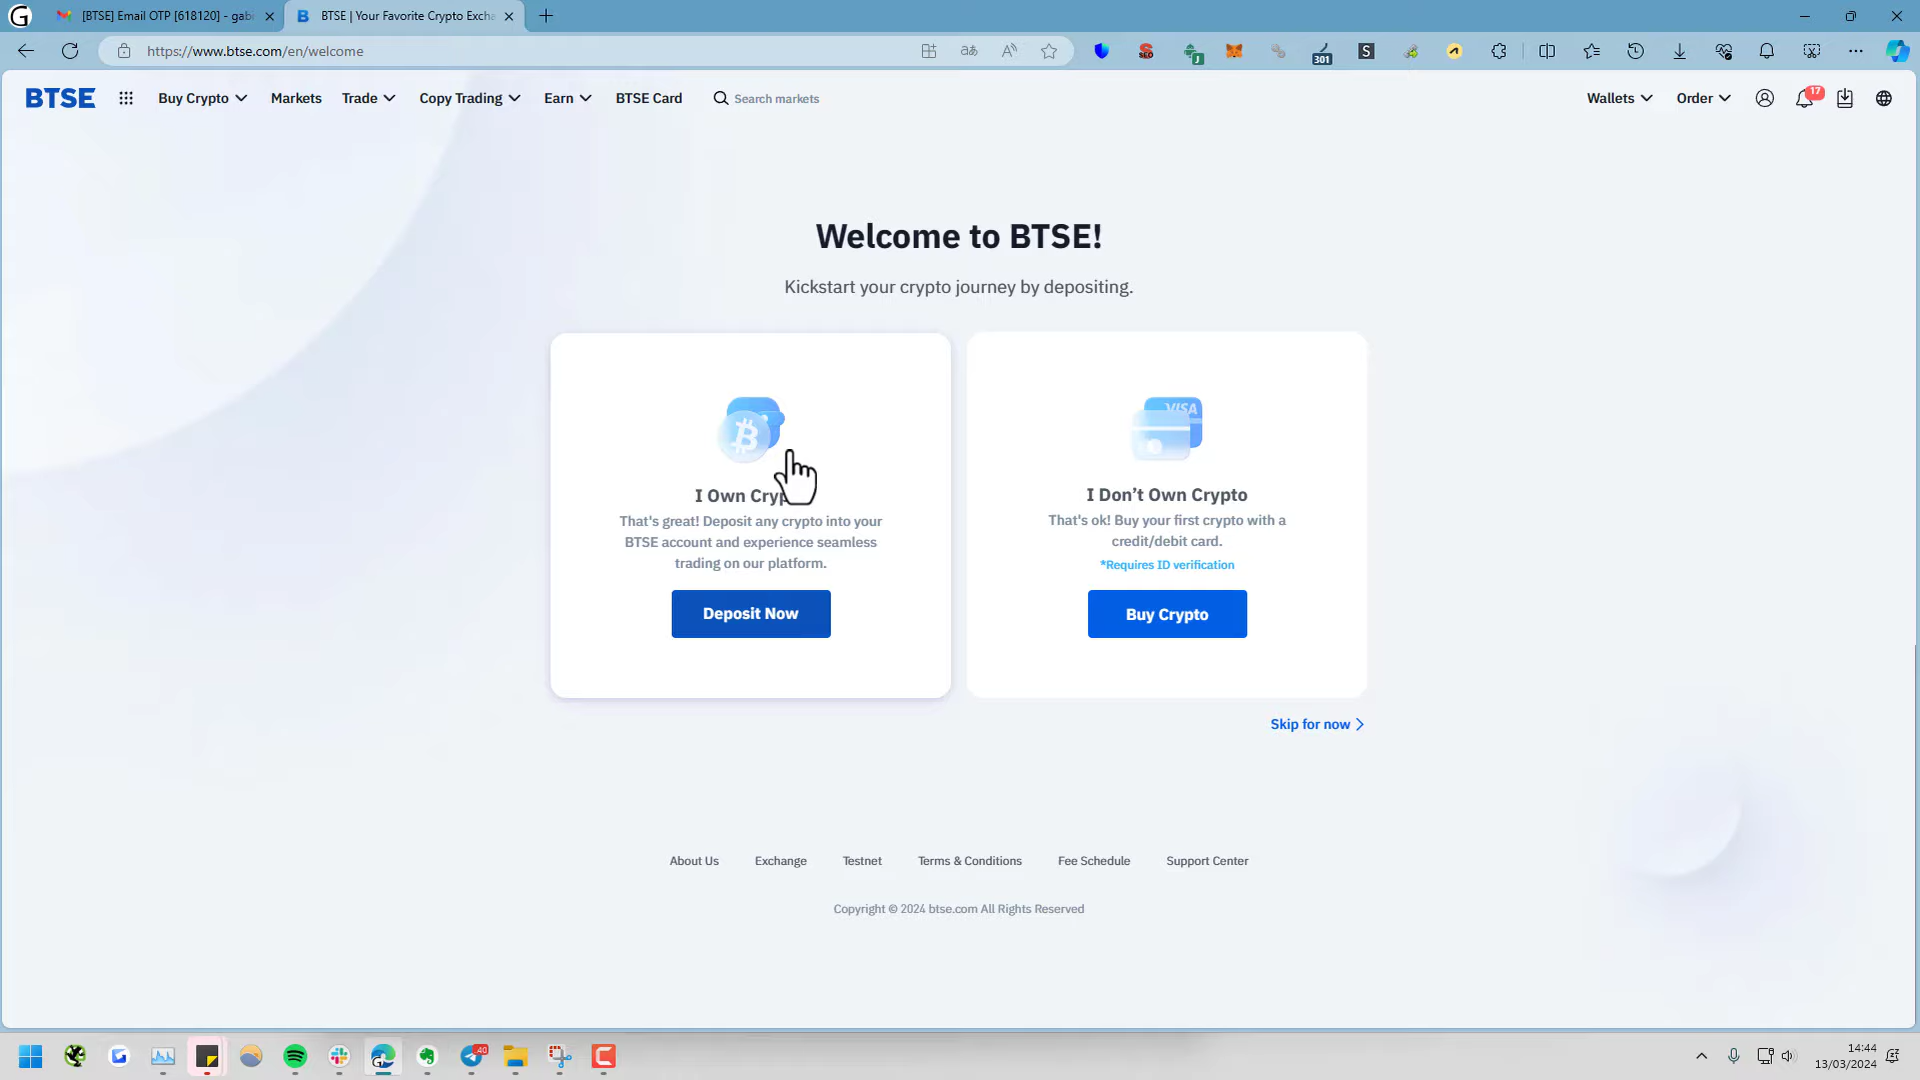 [BTSE] Email OTP [618120] - gab
BTSE | Your Favorite Crypto Excha
https://www.btse.com/en/welcome
301
BTSE
Buy Crypto
Markets
Trade
Copy Trading
Earn
BTSE Card
Search markets
Wallets
Order
17
Welcome to BTSE!
Kickstart your crypto journey by depositing.
VISA
I Own Cryp
That's great! Deposit any crypto into your
BTSE account and experience seamless
trading on our platform.
Deposit Now
I Don't Own Crypto
That's ok! Buy your first crypto with a
credit/debit card.
*Requires ID verification
Buy Crypto
Skip for now
About Us
Exchange
Testnet
Terms & Conditions
Fee Schedule
Support Center
Copyright © 2024 btse.com All Rights Reserved
14:44
13/03/2024